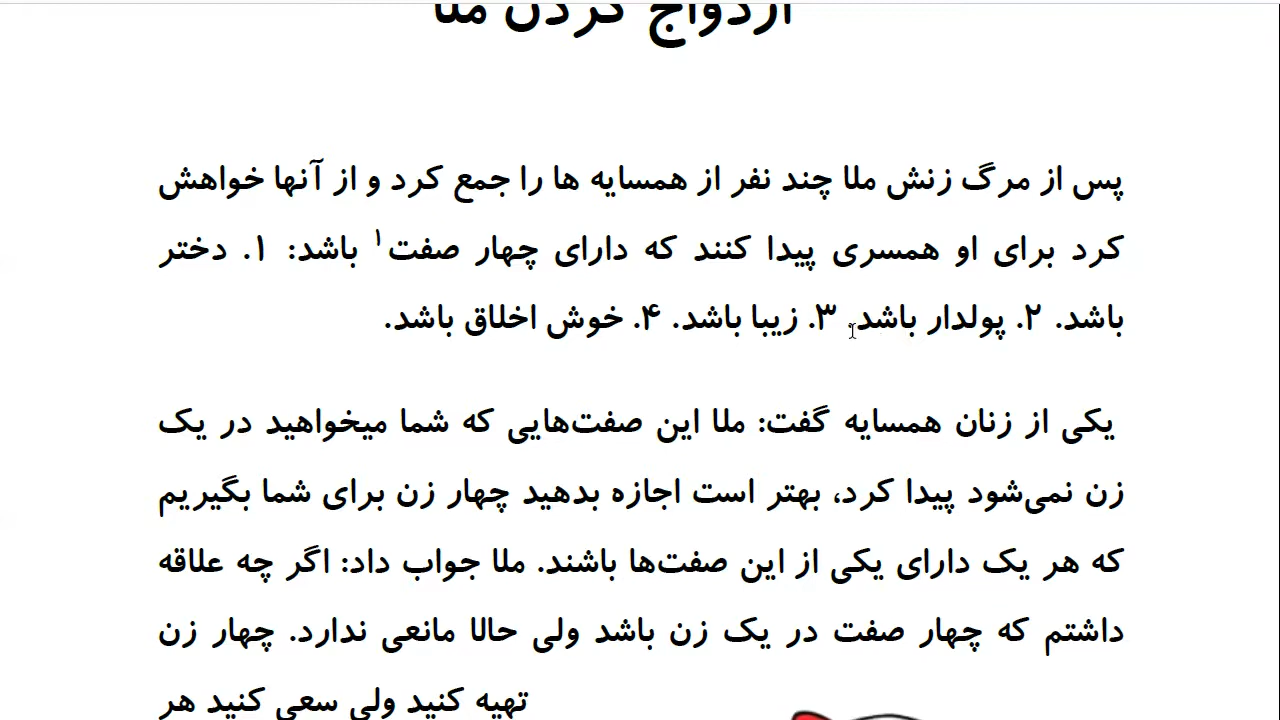 ازدواج کردن ملا
پس از مرگ زنش ملا چند نفر از همسایه ها را جمع کرد و از آنها خواهش
کرد برای او همسری پیدا کنند که دارای چهار صفت۱ باشد: ۱. دختر
باشد. ۲. پولدار باشد. ۳. زیبا باشد. ۴. خوش اخلاق باشد.
یکی از زنان همسایه گفت: ملا این صفت‌هایی که شما میخواهید در یک
زن نمی‌شود پیدا کرد، بهتر است اجازه بدهید چهار زن برای شما بگیریم
که هر یک دارای یکی از این صفت‌ها باشند. ملا جواب داد: اگر چه علاقه
داشتم که چهار صفت در یک زن باشد ولی حالا مانعی ندارد. چهار زن
تهیه کنید ولی سعی کنید هر